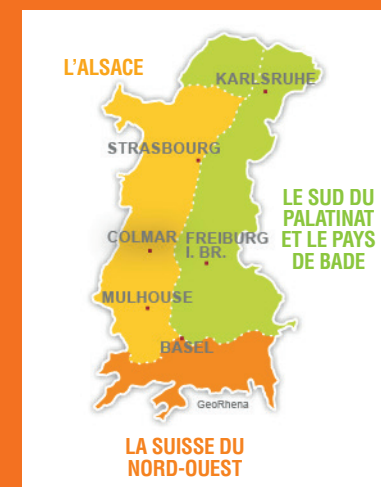 L'ALSACE
KARLSRUHE
STRASBOURG
LE SUD DU
PALATINAT
ET LE PAYS
DE BADE
COLMAR
FREIBURG
I. BR.
MULHOUSE
BASEL
GeoRhena
LA SUISSE DU
NORD-OUEST